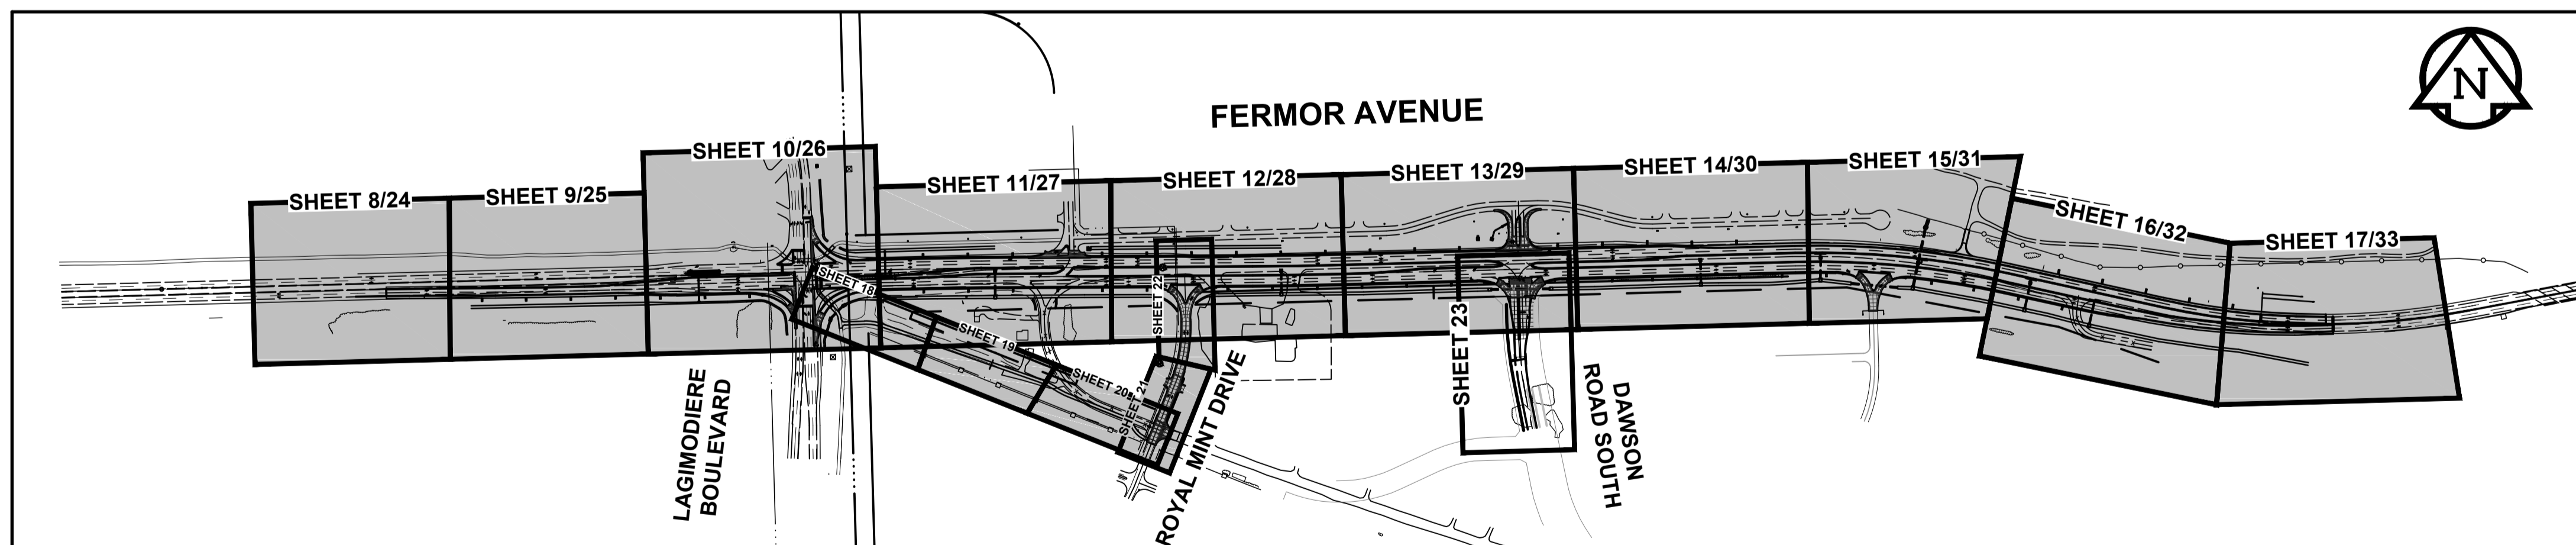 FERMOR AVENUE
N
SHEET 8/24
SHEET 9/25
SHEET 10/26
SHEET 11/27
SHEET 12/28
SHEET 13/29
SHEET 14/30
SHEET 15/31
SHEET 16/32
SHEET 17/33
SHEET 18
SHEET 19
SHEET 20
SHEET 21
SHEET 22
SHEET 23
LAGIMODIERE
BOULEVARD
ROYAL MINT DRIVE
DAWSON
ROAD SOUTH